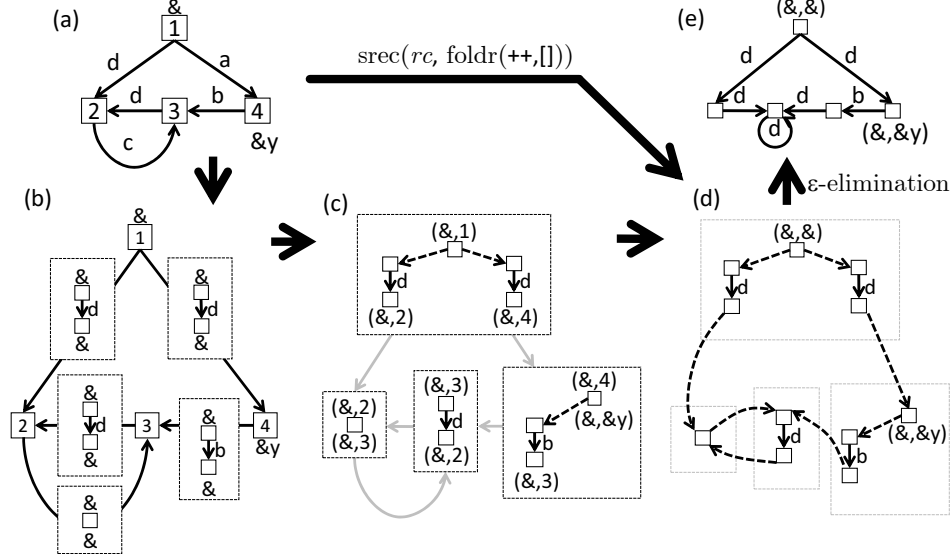 (a)
&
1
d
a
2
d
3
b
4
c
&y
srec(rc, foldr(++,[]))
(e)
(&,&)
d
d
d
d
b
d
(&,&y)
ε-elimination
(b)
&
1
&
d
&
&
d
&
2
&
d
&
3
&
b
&
4
&y
&
&
(c)
(&,1)
d
d
(&,2)
(&,4)
(&,2)
(&,3)
(&,3)
d
(&,2)
(&,4)
(&,&y)
b
(&,3)
(d)
(&,&)
d
d
d
(&,&y)
b